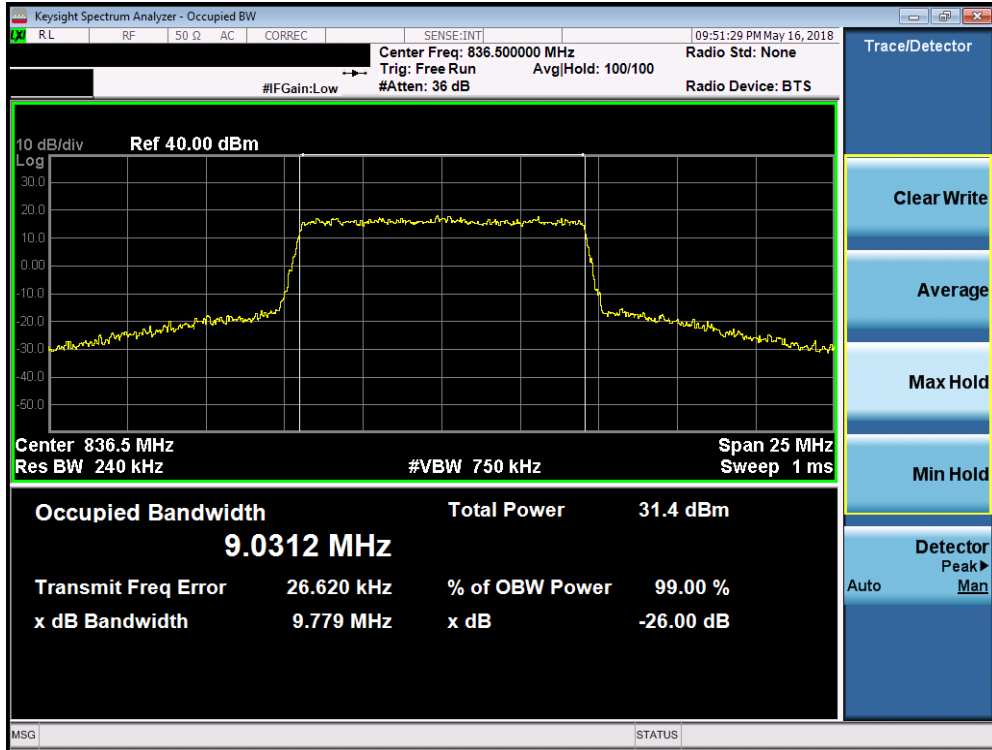 Keysight Spectrum Analyzer - Occupied BW
LXI RL RF 50 Ω AC CORREC SENSE:INT 09:51:29 PM May 16, 2018
Center Freq: 836.500000 MHz Radio Std: None
Trig: Free Run Avg|Hold: 100/100
#IFGain:Low #Atten: 36 dB Radio Device: BTS
Trace/Detector
10 dB/div Ref 40.00 dBm
Log
30.0
20.0
10.0
0.00
-10.0
-20.0
-30.0
-40.0
-50.0
Center 836.5 MHz Span 25 MHz
Res BW 240 kHz #VBW 750 kHz Sweep 1 ms
Occupied Bandwidth Total Power 31.4 dBm
9.0312 MHz
Transmit Freq Error 26.620 kHz % of OBW Power 99.00 %
x dB Bandwidth 9.779 MHz x dB -26.00 dB
Clear Write
Average
Max Hold
Min Hold
Detector
Peak▶
Auto Man
MSG STATUS